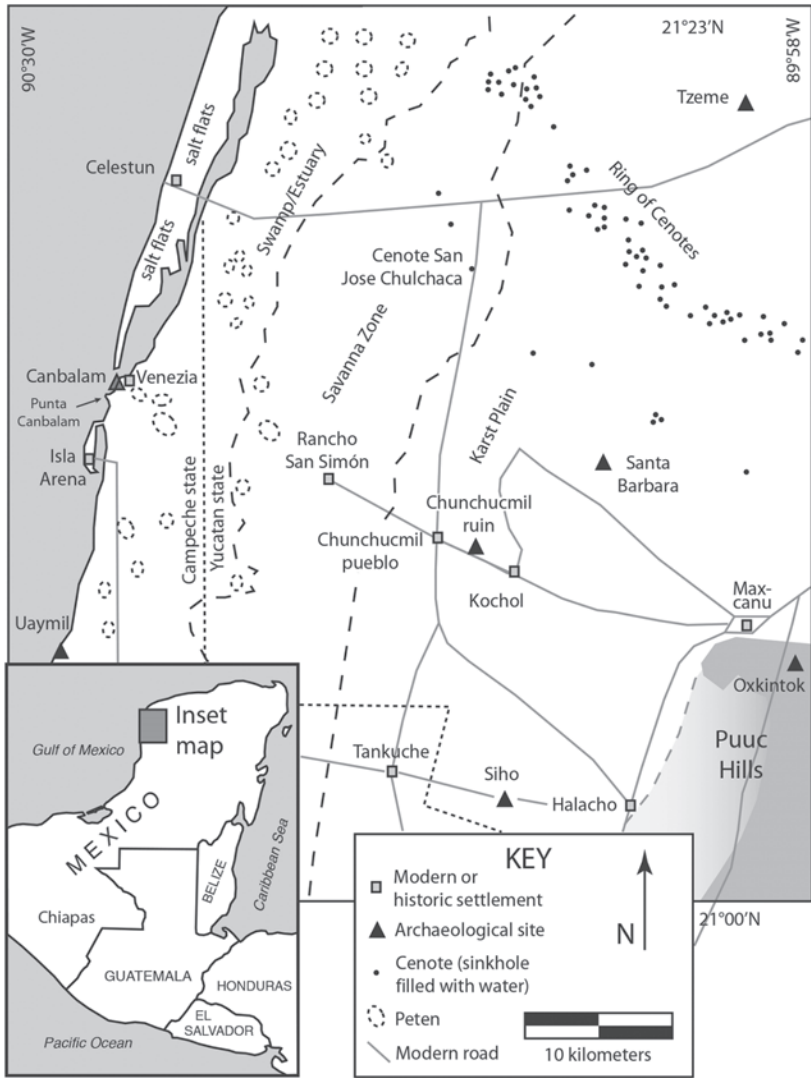 90°30'W
21°23'N
89°58'W
Tzeme
salt flats
Celestun
Swamp/Estuary
Ring of Cenotes
salt flats
Cenote San
Jose Chulchaca
Savanna Zone
Canbalam
Venezia
Punta
Canbalam
Karst Plain
Isla
Arena
Rancho
San Simón
Santa
Barbara
Campeche state
Yucatan state
Chunchucmil
ruin
Chunchucmil
pueblo
Kochol
Max-
canu
Uaymil
Oxkintok
Puuc
Hills
Tankuche
Siho
Halacho
Inset
map
Gulf of Mexico
MEXICO
BELIZE
Caribbean Sea
Chiapas
GUATEMALA
HONDURAS
EL
SALVADOR
Pacific Ocean
KEY
Modern or
historic settlement
Archaeological site
N
Cenote (sinkhole
filled with water)
Peten
Modern road
10 kilometers
21°00'N